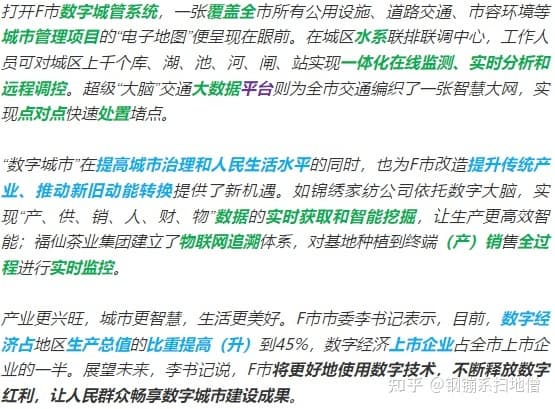 打开F市数字城管系统，一张覆盖全市所有公用设施、道路交通、市容环境等
城市管理项目的“电子地图”便呈现在眼前。在城区水系联排联调中心，工作人
员可对城区上千个库、湖、池、河、闸、站实现一体化在线监测、实时分析和
远程调控。超级“大脑”交通大数据平台则为全市交通编织了一张智慧大网，实
现点对点快速处置堵点。
“数字城市”在提高城市治理和人民生活水平的同时，也为F市改造提升传统产
业、推动新旧动能转换提供了新机遇。如锦绣家纺公司依托数字大脑，实
现“产、供、销、人、财、物”数据的实时获取和智能挖掘，让生产更高效智
能；福仙茶业集团建立了物联网追溯体系，对基地种植到终端（产）销售全过
程进行实时监控。
产业更兴旺，城市更智慧，生活更美好。F市市委李书记表示，目前，数字经
济占地区生产总值的比重提高（升）到45%，数字经济上市企业占全市上市企
业的一半。展望未来，李书记说，F市将更好地使用数字技术，不断释放数字
红利，让人民群众畅享数字城市建设成果。
知乎 @钢镚系扫地僧